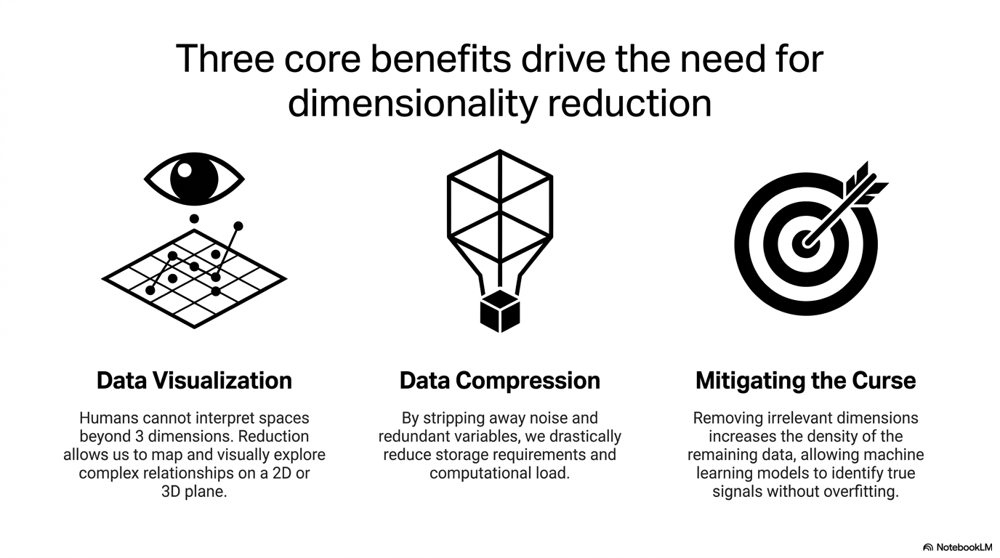 Three core benefits drive the need for
dimensionality reduction
Data Visualization
Humans cannot interpret spaces
beyond 3 dimensions. Reduction
allows us to map and visually explore
complex relationships on a 2D or
3D plane.
Data Compression
By stripping away noise and
redundant variables, we drastically
reduce storage requirements and
computational load.
Mitigating the Curse
Removing irrelevant dimensions
increases the density of the
remaining data, allowing machine
learning models to identify true
signals without overfitting.
NotebookLM